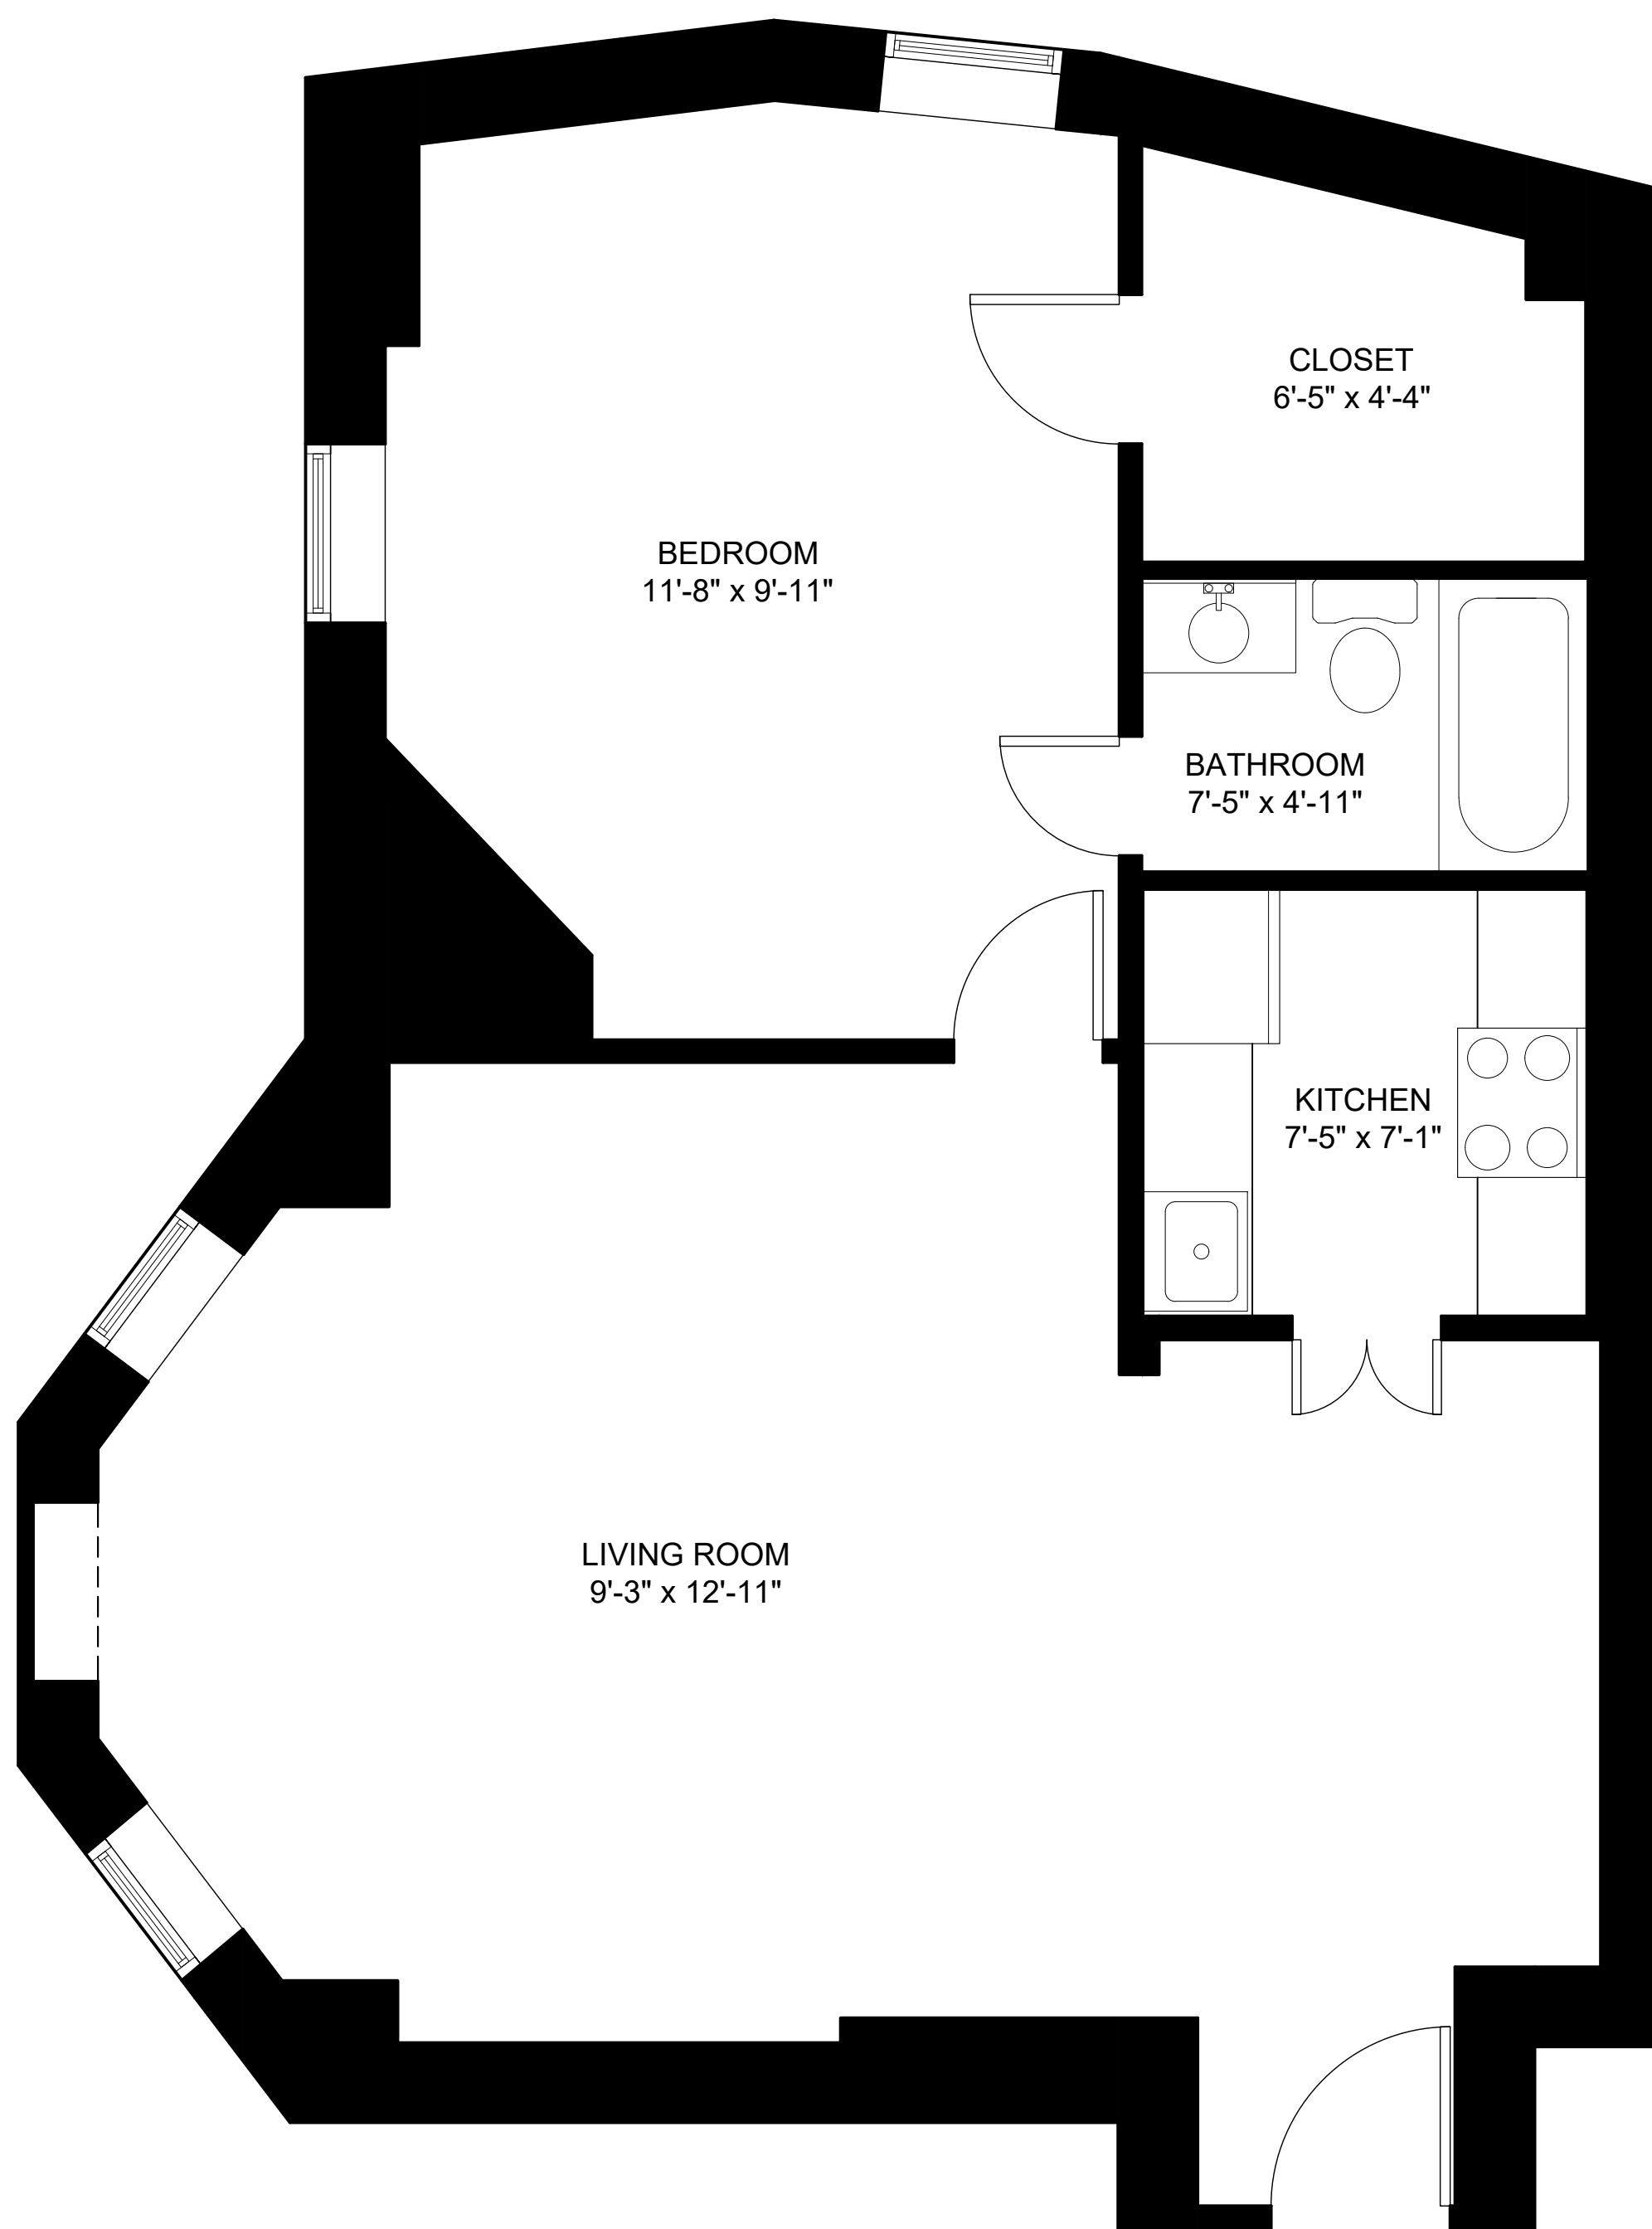 CLOSET
6'-5" x 4'-4"
BEDROOM
11'-8" x 9'-11"
BATHROOM
7'-5" x 4'-11"
KITCHEN
7'-5" x 7'-1"
LIVING ROOM
9'-3" x 12'-11"